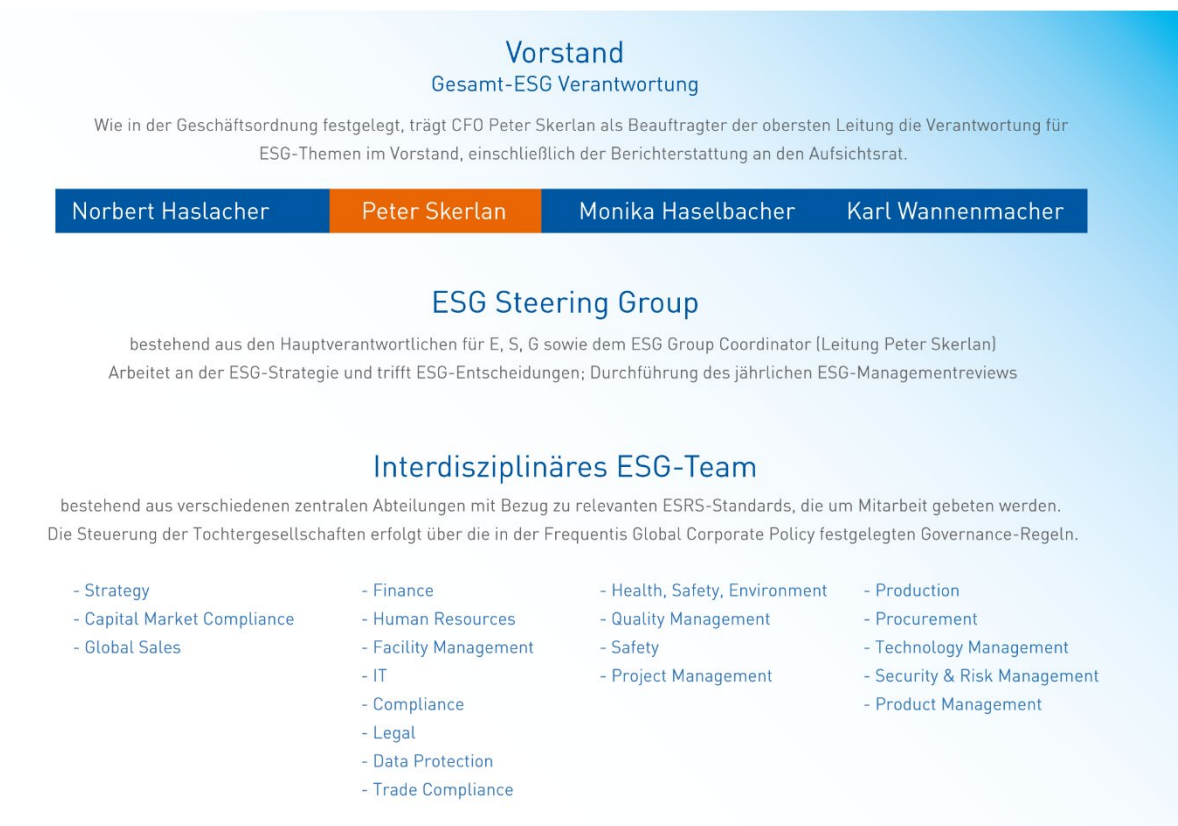 Vorstand
Gesamt-ESG Verantwortung
Wie in der Geschäftsordnung festgelegt, trägt CFO Peter Skerlan als Beauftragter der obersten Leitung die Verantwortung für
ESG-Themen im Vorstand, einschließlich der Berichterstattung an den Aufsichtsrat.
Norbert Haslacher Peter Skerlan Monika Haselbacher Karl Wannenmacher
ESG Steering Group
bestehend aus den Hauptverantwortlichen für E, S, G sowie dem ESG Group Coordinator (Leitung Peter Skerlan)
Arbeitet an der ESG-Strategie und trifft ESG-Entscheidungen; Durchführung des jährlichen ESG-Managementreviews
Interdisziplinäres ESG-Team
bestehend aus verschiedenen zentralen Abteilungen mit Bezug zu relevanten ESRS-Standards, die um Mitarbeit gebeten werden.
Die Steuerung der Tochtergesellschaften erfolgt über die in der Frequentis Global Corporate Policy festgelegten Governance-Regeln.
- Strategy
- Capital Market Compliance
- Global Sales
- Finance
- Human Resources
- Facility Management
- IT
- Compliance
- Legal
- Data Protection
- Trade Compliance
- Health, Safety, Environment
- Quality Management
- Safety
- Project Management
- Production
- Procurement
- Technology Management
- Security & Risk Management
- Product Management